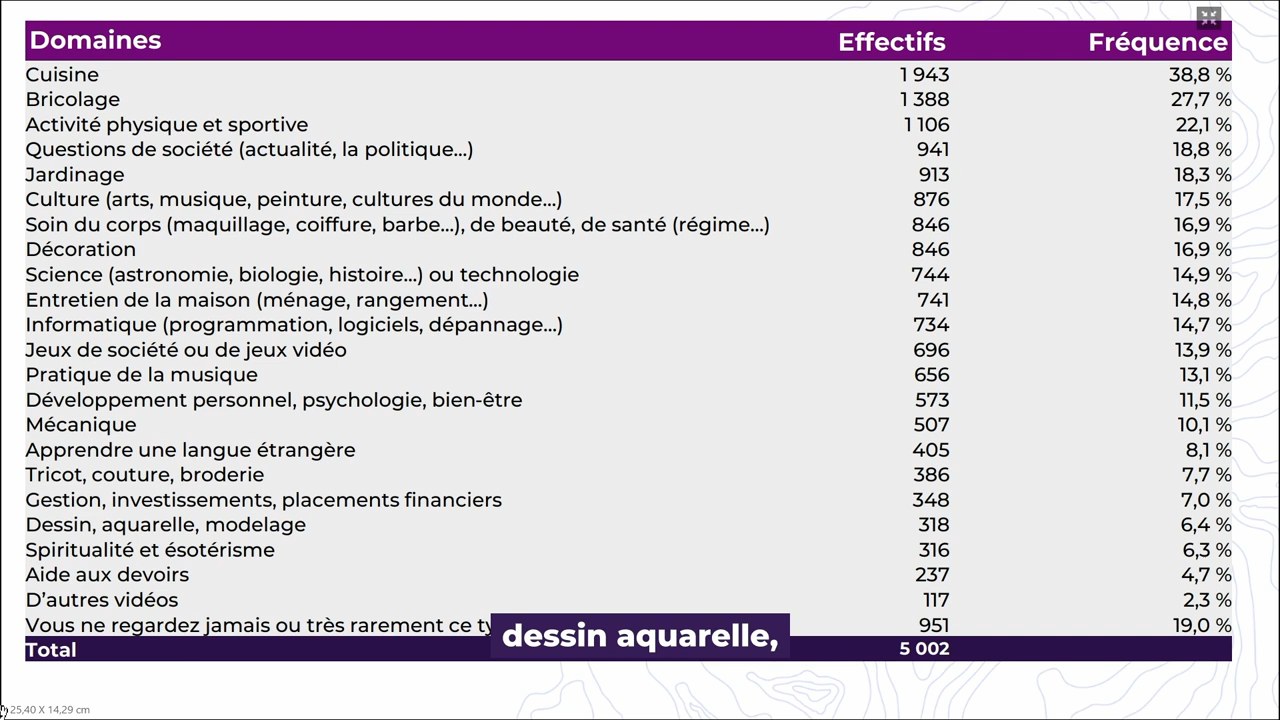 Domaines Effectifs Fréquence
Cuisine 1 943 38,8 %
Bricolage 1 388 27,7 %
Activité physique et sportive 1 106 22,1 %
Questions de société (actualité, la politique...) 941 18,8 %
Jardinage 913 18,3 %
Culture (arts, musique, peinture, cultures du monde...) 876 17,5 %
Soin du corps (maquillage, coiffure, barbe...), de beauté, de santé (régime...) 846 16,9 %
Décoration 846 16,9 %
Science (astronomie, biologie, histoire...) ou technologie 744 14,9 %
Entretien de la maison (ménage, rangement...) 741 14,8 %
Informatique (programmation, logiciels, dépannage...) 734 14,7 %
Jeux de société ou de jeux vidéo 696 13,9 %
Pratique de la musique 656 13,1 %
Développement personnel, psychologie, bien-être 573 11,5 %
Mécanique 507 10,1 %
Apprendre une langue étrangère 405 8,1 %
Tricot, couture, broderie 386 7,7 %
Gestion, investissements, placements financiers 348 7,0 %
Dessin, aquarelle, modelage 318 6,4 %
Spiritualité et ésotérisme 316 6,3 %
Aide aux devoirs 237 4,7 %
D'autres vidéos 117 2,3 %
Vous ne regardez jamais ou très rarement ce 951 19,0 %
dessin aquarelle,
Total 5 002
25,40 X 14,29 cm